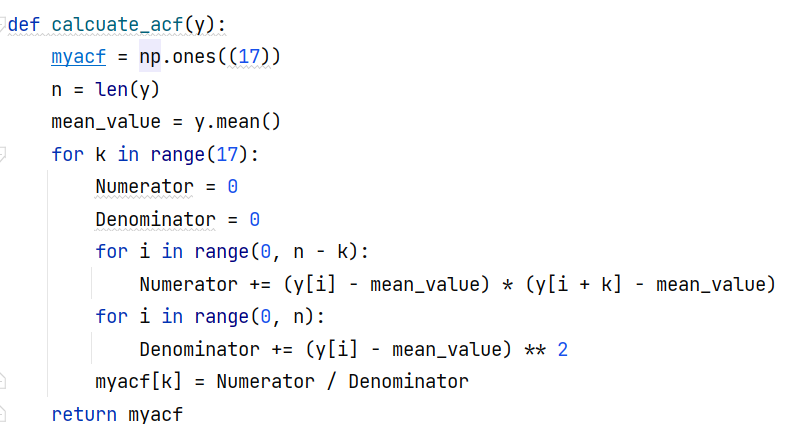 def calcuate_acf(y):
    myacf = np.ones((17))
    n = len(y)
    mean_value = y.mean()
    for k in range(17):
        Numerator = 0
        Denominator = 0
        for i in range(0, n - k):
            Numerator += (y[i] - mean_value) * (y[i + k] - mean_value)
        for i in range(0, n):
            Denominator += (y[i] - mean_value) ** 2
        myacf[k] = Numerator / Denominator
    return myacf